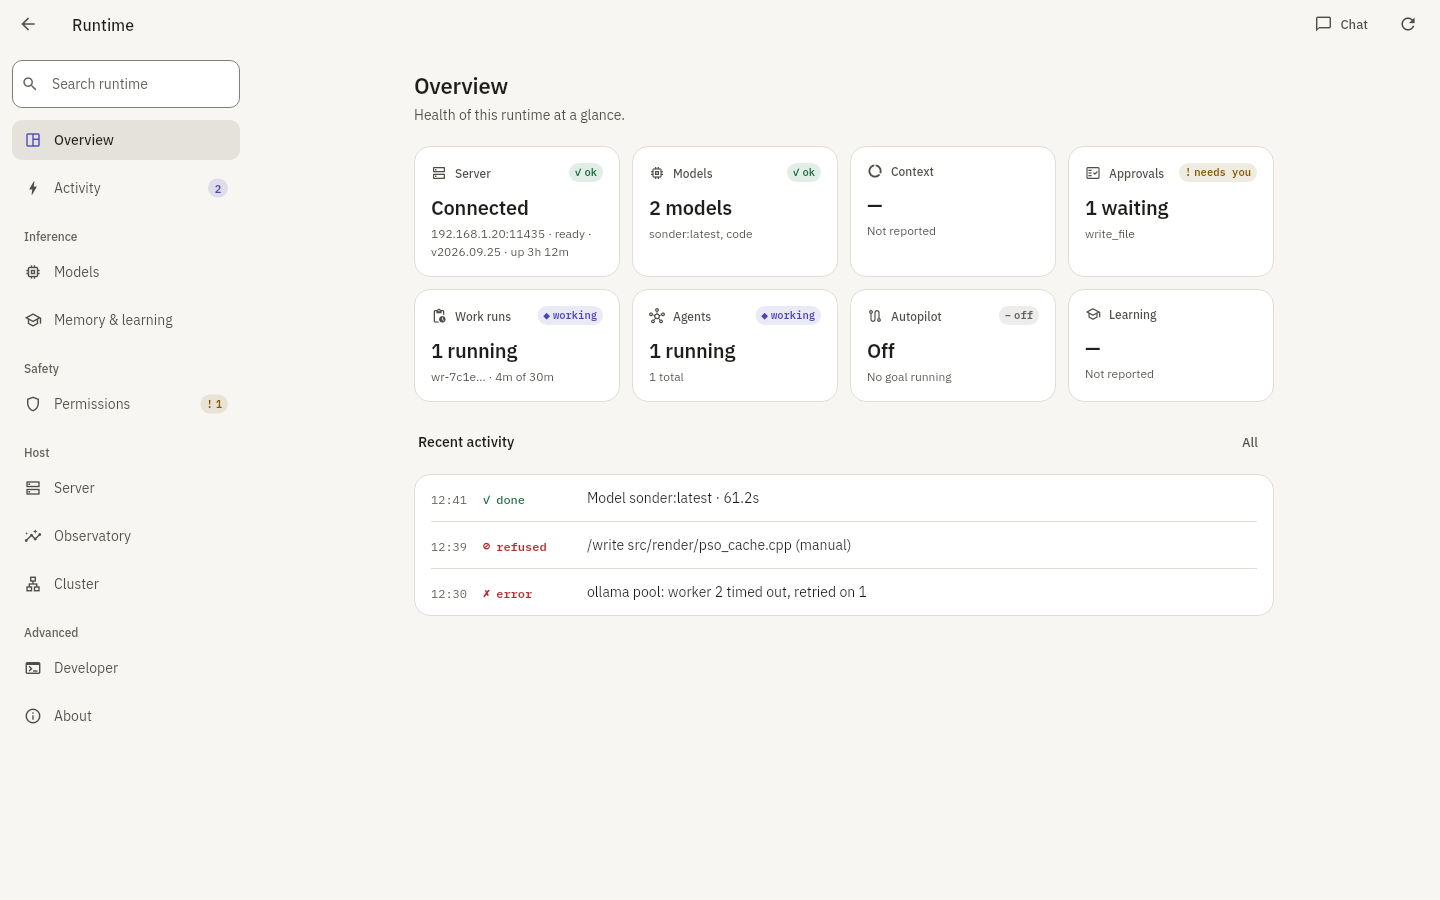 Runtime
Chat
Search runtime
Overview
Activity
2
Inference
Models
Memory & learning
Safety
Permissions
! 1
Host
Server
Observatory
Cluster
Advanced
Developer
About
Overview
Health of this runtime at a glance.
Server
✓ ok
Connected
192.168.1.20:11435 · ready ·
v2026.09.25 · up 3h 12m
Models
✓ ok
2 models
sonder:latest, code
Context
—
Not reported
Approvals
! needs you
1 waiting
write_file
Work runs
◆ working
1 running
wr-7c1e… · 4m of 30m
Agents
◆ working
1 running
1 total
Autopilot
− off
Off
No goal running
Learning
—
Not reported
Recent activity
All
12:41 ✓ done Model sonder:latest · 61.2s
12:39 ⊘ refused /write src/render/pso_cache.cpp (manual)
12:30 ✗ error ollama pool: worker 2 timed out, retried on 1